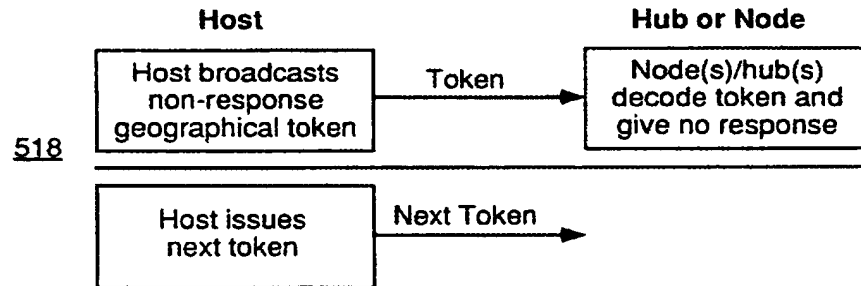 Host
Hub or Node
Host broadcasts
non-response
geographical token
Token
Node(s)/hub(s)
decode token and
give no response
518
Host issues
next token
Next Token